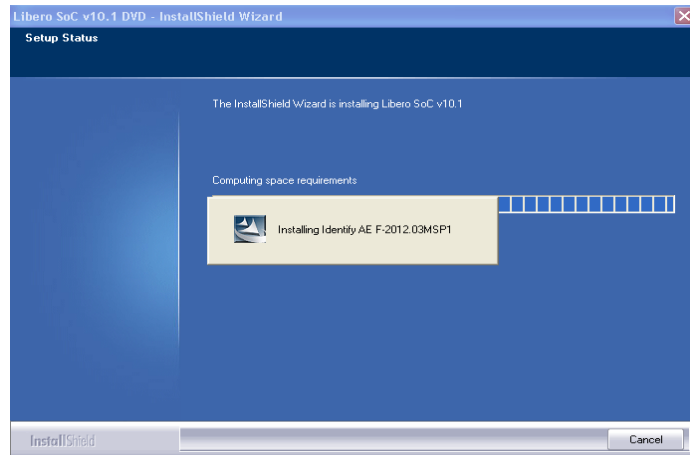 Libero SoC v10.1 DVD - InstallShield Wizard
Setup Status
The InstallShield Wizard is installing Libero SoC v10.1
Computing space requirements
Installing Identify AE F-2012.03MSP1
InstallShield
Cancel